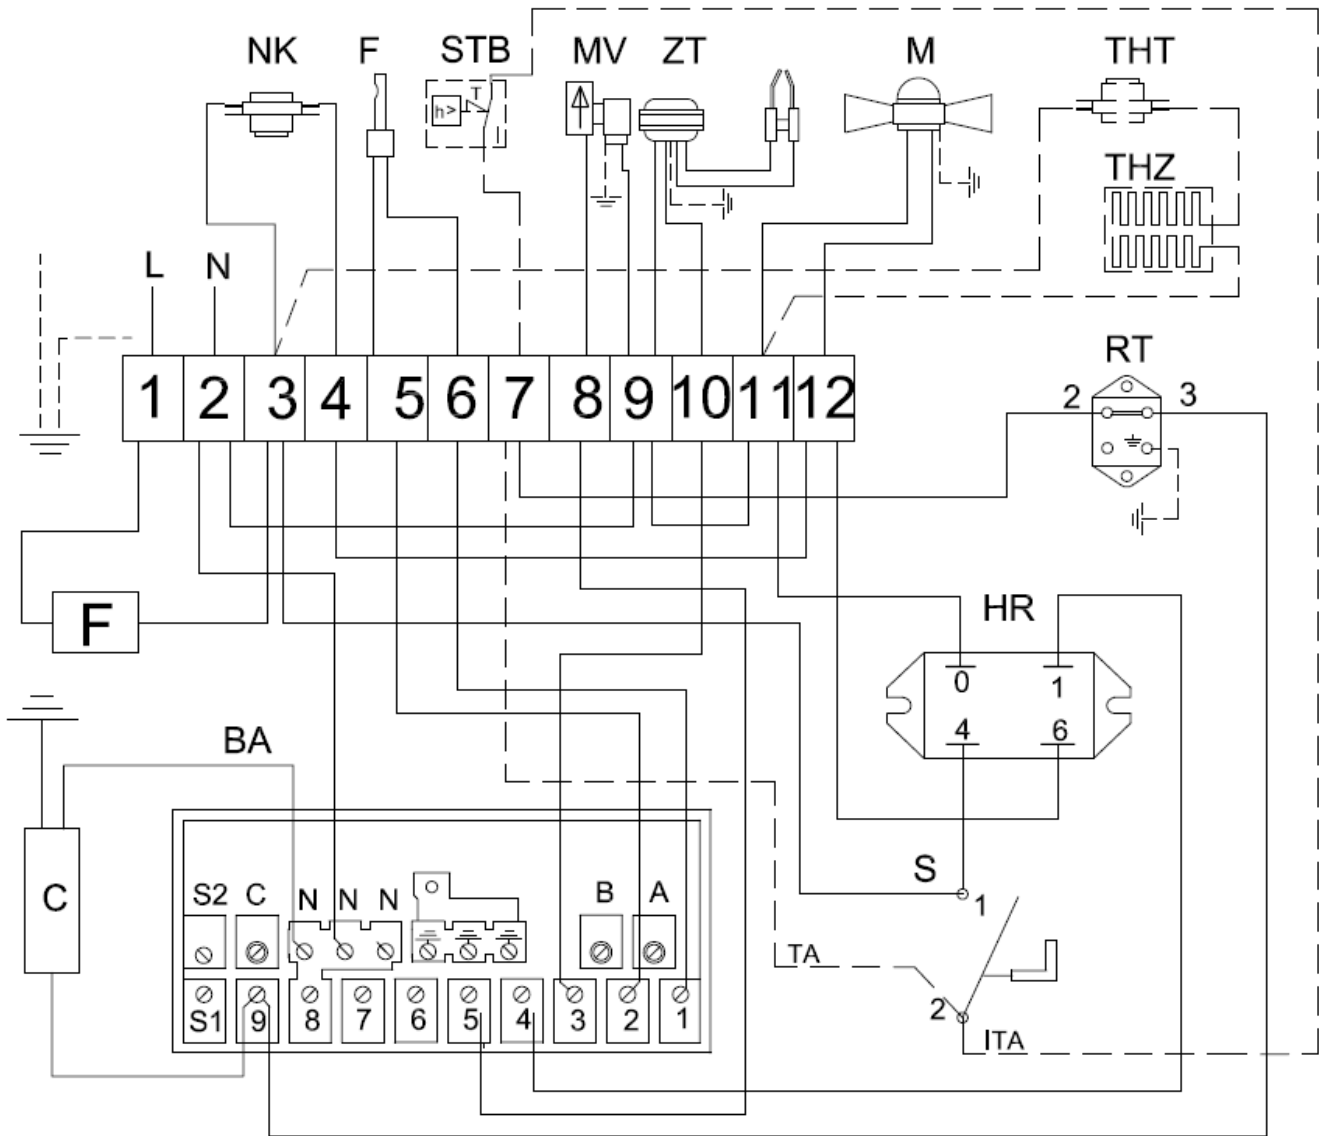 NK F STB MV ZT M THT
h> T
THZ
L N
RT
2 3
1 2 3 4 5 6 7 8 9 10 11 12
F
HR
0 1
4 6
BA
S
1
C
S2 C N N N B A
TA
2
S1 9 8 7 6 5 4 3 2 1
ITA